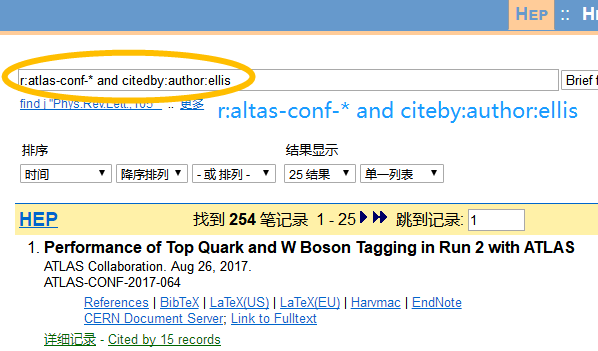 HEP :: H
r:atlas-conf-* and citedby:author:ellis Brief f
find j "Phys.Rev.Lett.,105*" :: 更多
r:altas-conf-* and citeby:author:ellis
排序 结果显示
时间 降序排列 - 或 排列 - 25 结果 单一列表
HEP 找到 254 笔记录 1 - 25 跳到记录: 1
1. Performance of Top Quark and W Boson Tagging in Run 2 with ATLAS
ATLAS Collaboration. Aug 26, 2017.
ATLAS-CONF-2017-064
References | BibTeX | LaTeX(US) | LaTeX(EU) | Harvmac | EndNote
CERN Document Server; Link to Fulltext
详细记录 - Cited by 15 records